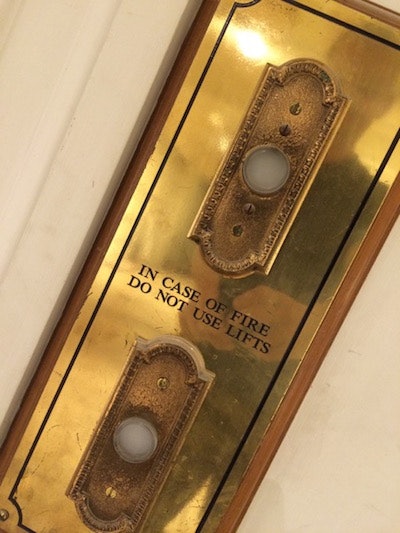 IN CASE OF FIRE
DO NOT USE LIFTS